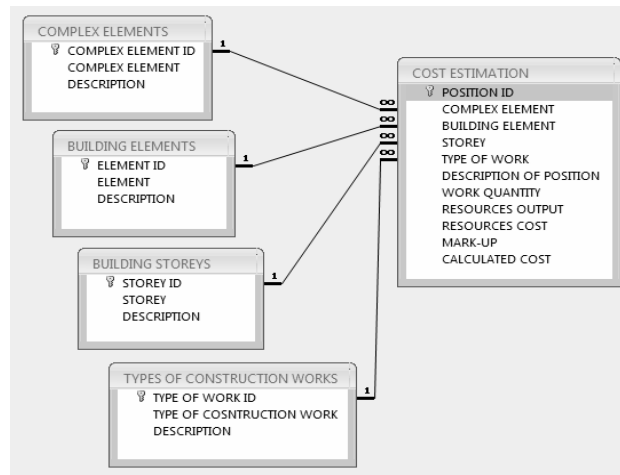 COMPLEX ELEMENTS
COMPLEX ELEMENT ID
COMPLEX ELEMENT
DESCRIPTION
1
BUILDING ELEMENTS
ELEMENT ID
ELEMENT
DESCRIPTION
1
BUILDING STOREYS
STOREY ID
STOREY
DESCRIPTION
1
TYPES OF CONSTRUCTION WORKS
TYPE OF WORK ID
TYPE OF COSNTRUCTION WORK
DESCRIPTION
1
COST ESTIMATION
POSITION ID
COMPLEX ELEMENT
BUILDING ELEMENT
STOREY
TYPE OF WORK
DESCRIPTION OF POSITION
WORK QUANTITY
RESOURCES OUTPUT
RESOURCES COST
MARK-UP
CALCULATED COST
∞
∞
∞
∞